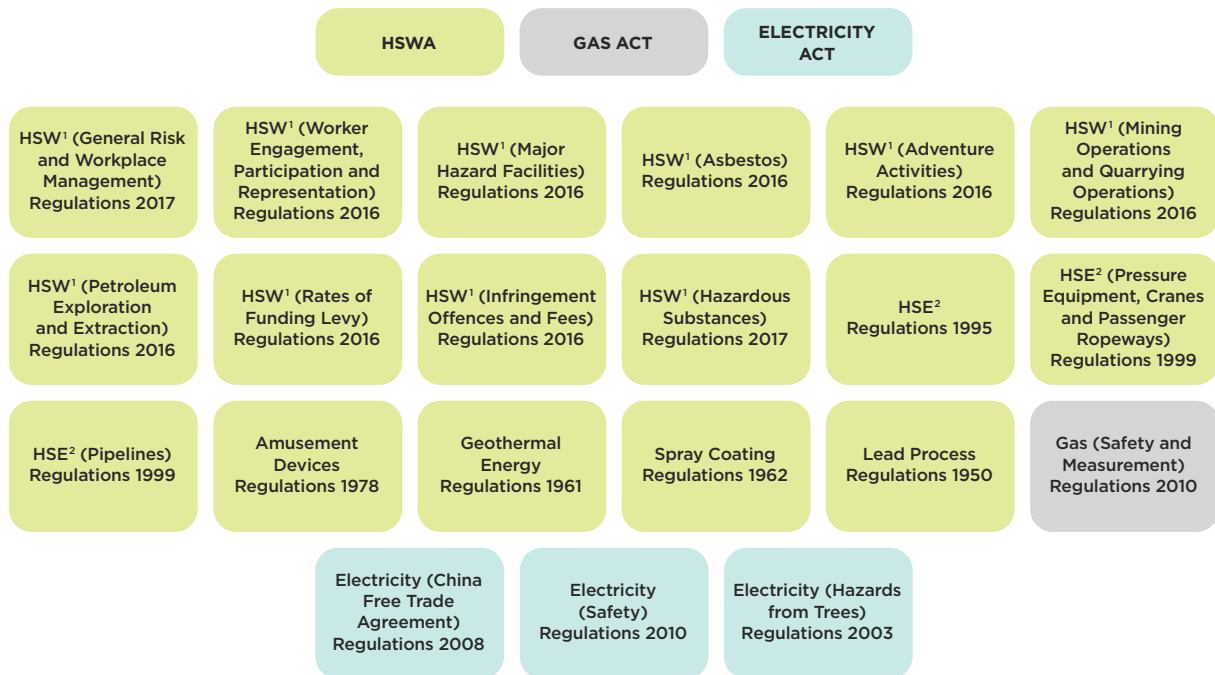 HSWA
GAS ACT
ELECTRICITY
ACT
HSW¹ (General Risk
and Workplace
Management)
Regulations 2017
HSW¹ (Worker
Engagement,
Participation and
Representation)
Regulations 2016
HSW¹ (Major
Hazard Facilities)
Regulations 2016
HSW¹ (Asbestos)
Regulations 2016
HSW¹ (Adventure
Activities)
Regulations 2016
HSW¹ (Mining
Operations
and Quarrying
Operations)
Regulations 2016
HSW¹ (Petroleum
Exploration
and Extraction)
Regulations 2016
HSW¹ (Rates of
Funding Levy)
Regulations 2016
HSW¹ (Infringement
Offences and Fees)
Regulations 2016
HSW¹ (Hazardous
Substances)
Regulations 2017
HSE²
Regulations 1995
HSE² (Pressure
Equipment, Cranes
and Passenger
Ropeways)
Regulations 1999
HSE² (Pipelines)
Regulations 1999
Amusement
Devices
Regulations 1978
Geothermal
Energy
Regulations 1961
Spray Coating
Regulations 1962
Lead Process
Regulations 1950
Gas (Safety and
Measurement)
Regulations 2010
Electricity (China
Free Trade
Agreement)
Regulations 2008
Electricity
(Safety)
Regulations 2010
Electricity (Hazards
from Trees)
Regulations 2003